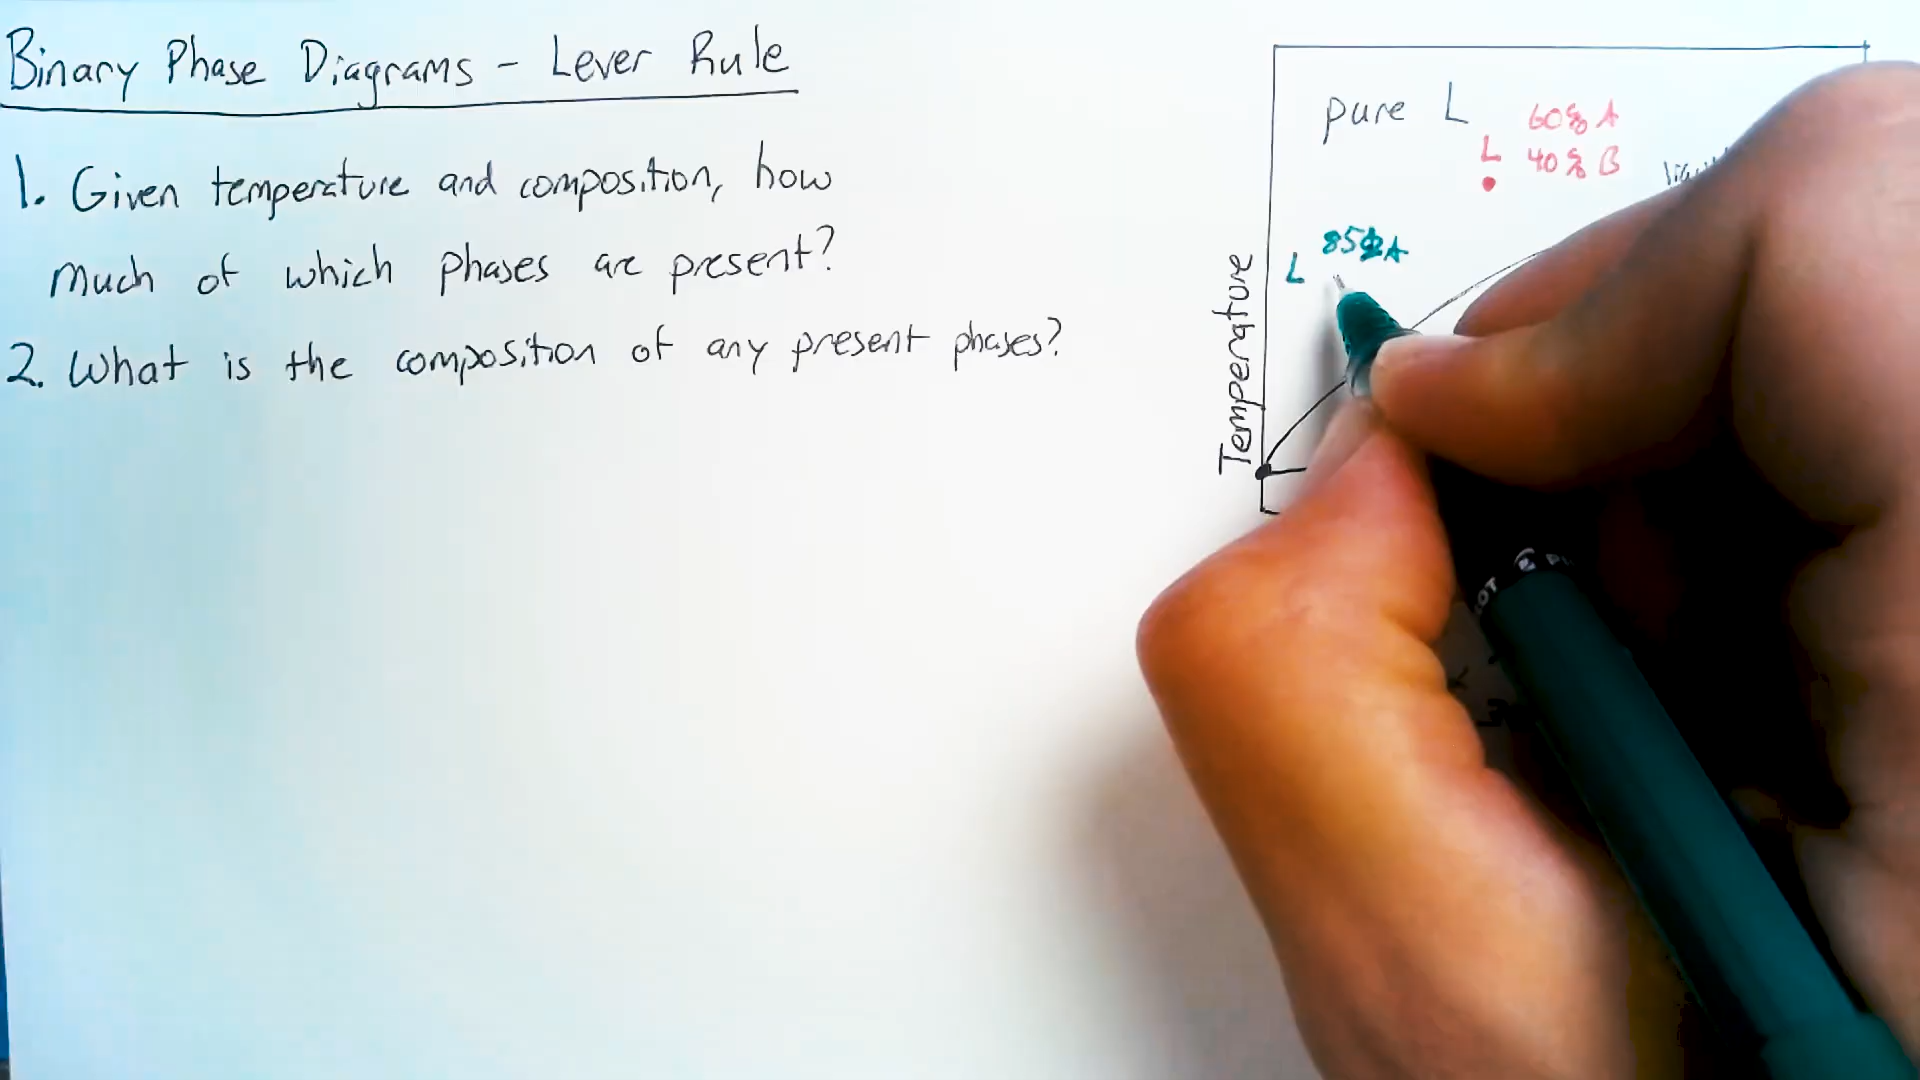 Binary Phase Diagrams - Lever Rule
1. Given temperature and composition, how
much of which phases are present?
2. What is the composition of any present phases?
Temperature
pure L
60% A
L 40% B
85% A
L